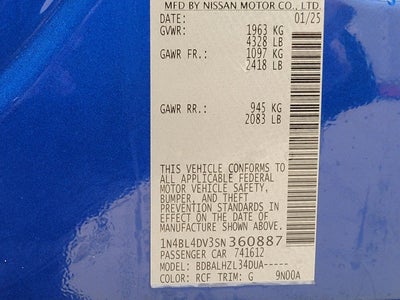 MFD BY NISSAN MOTOR CO., LTD
DATE: 01/25
GVWR: 1963 KG
4328 LB
GAWR FR.: 1097 KG
2418 LB
GAWR RR.: 945 KG
2083 LB
THIS VEHICLE CONFORMS TO
ALL APPLICABLE FEDERAL
MOTOR VEHICLE SAFETY,
BUMPER, AND THEFT
PREVENTION STANDARDS IN
EFFECT ON THE DATE OF
MANUFACTURE SHOWN ABOVE.
1N4BL4DV3SN360887
PASSENGER CAR 741612
MODEL: BDBALHZL34DUA-----
COLOR: RCF TRIM: G 9N00A